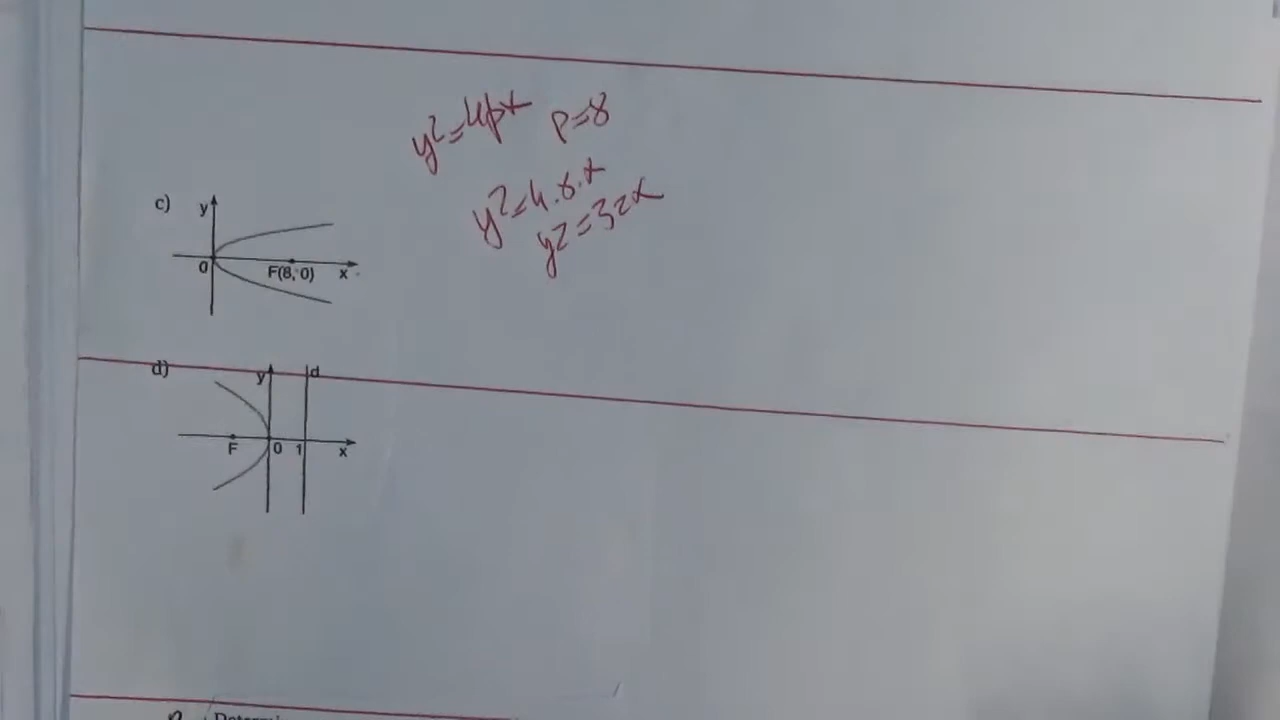 y²=4px p=8
y²=4.8.x
y²=32x
c)
y
0 F(8, 0) x
d)
y d
F 0 1 x